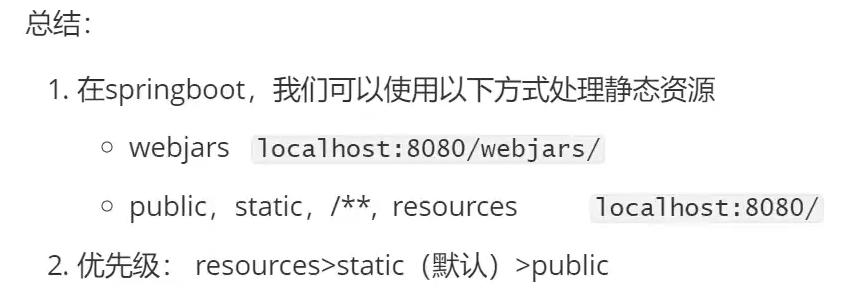 总结：
1. 在springboot，我们可以使用以下方式处理静态资源
○ webjars localhost:8080/webjars/
○ public，static，/**, resources localhost:8080/
2. 优先级： resources>static（默认）>public